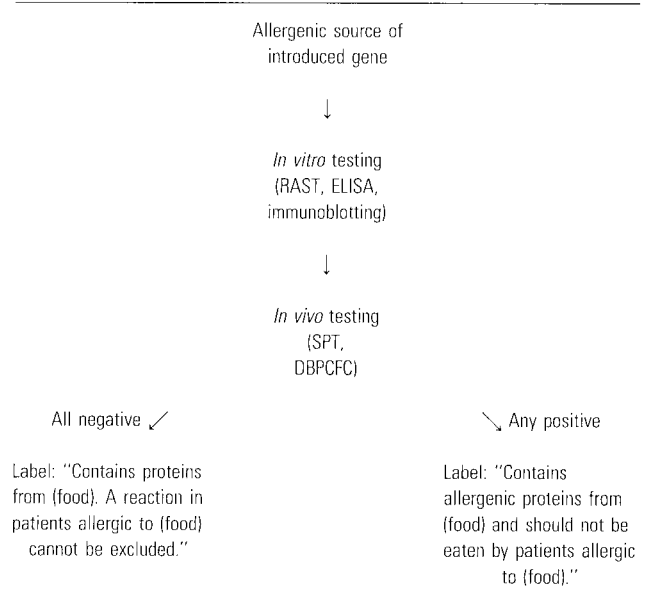 Allergenic source of
introduced gene
↓
In vitro testing
(RAST, ELISA,
immunoblotting)
↓
In vivo testing
(SPT,
DBPCFC)
All negative ↙
↘ Any positive
Label: "Contains proteins
from (food). A reaction in
patients allergic to (food)
cannot be excluded."
Label: "Contains
allergenic proteins from
(food) and should not be
eaten by patients allergic
to (food)."